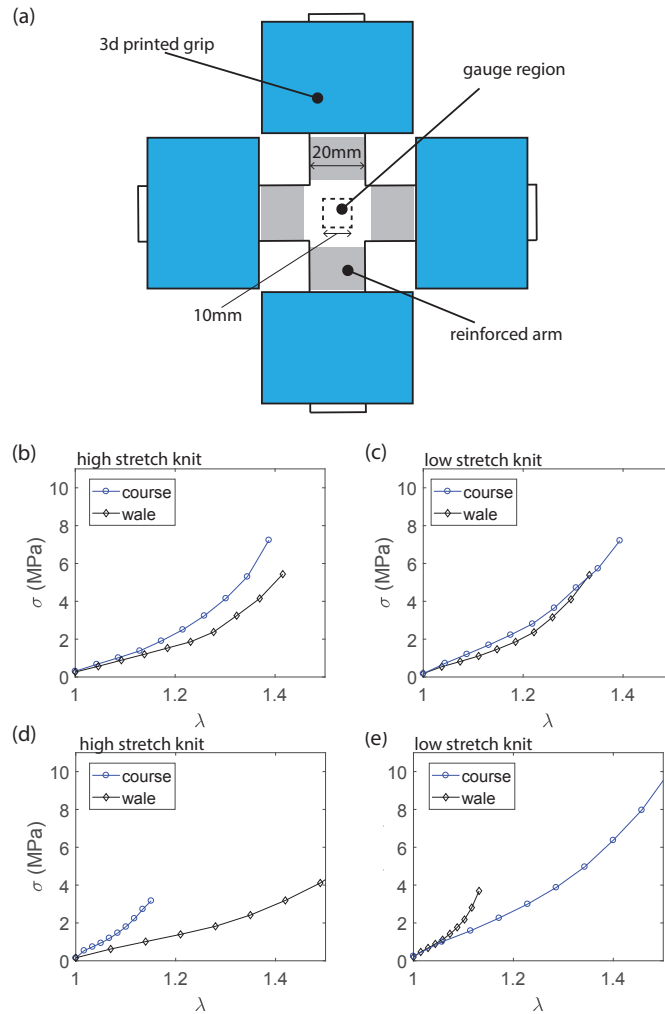 (a)
3d printed grip
gauge region
20mm
10mm
reinforced arm
(b)
high stretch knit
course
wale
10
8
6
4
2
0
σ (MPa)
1
1.2
1.4
λ
(c)
low stretch knit
course
wale
10
8
6
4
2
0
σ (MPa)
1
1.2
1.4
λ
(d)
high stretch knit
course
wale
10
8
6
4
2
0
σ (MPa)
1
1.2
1.4
λ
(e)
low stretch knit
course
wale
10
8
6
4
2
0
σ (MPa)
1
1.2
1.4
λ